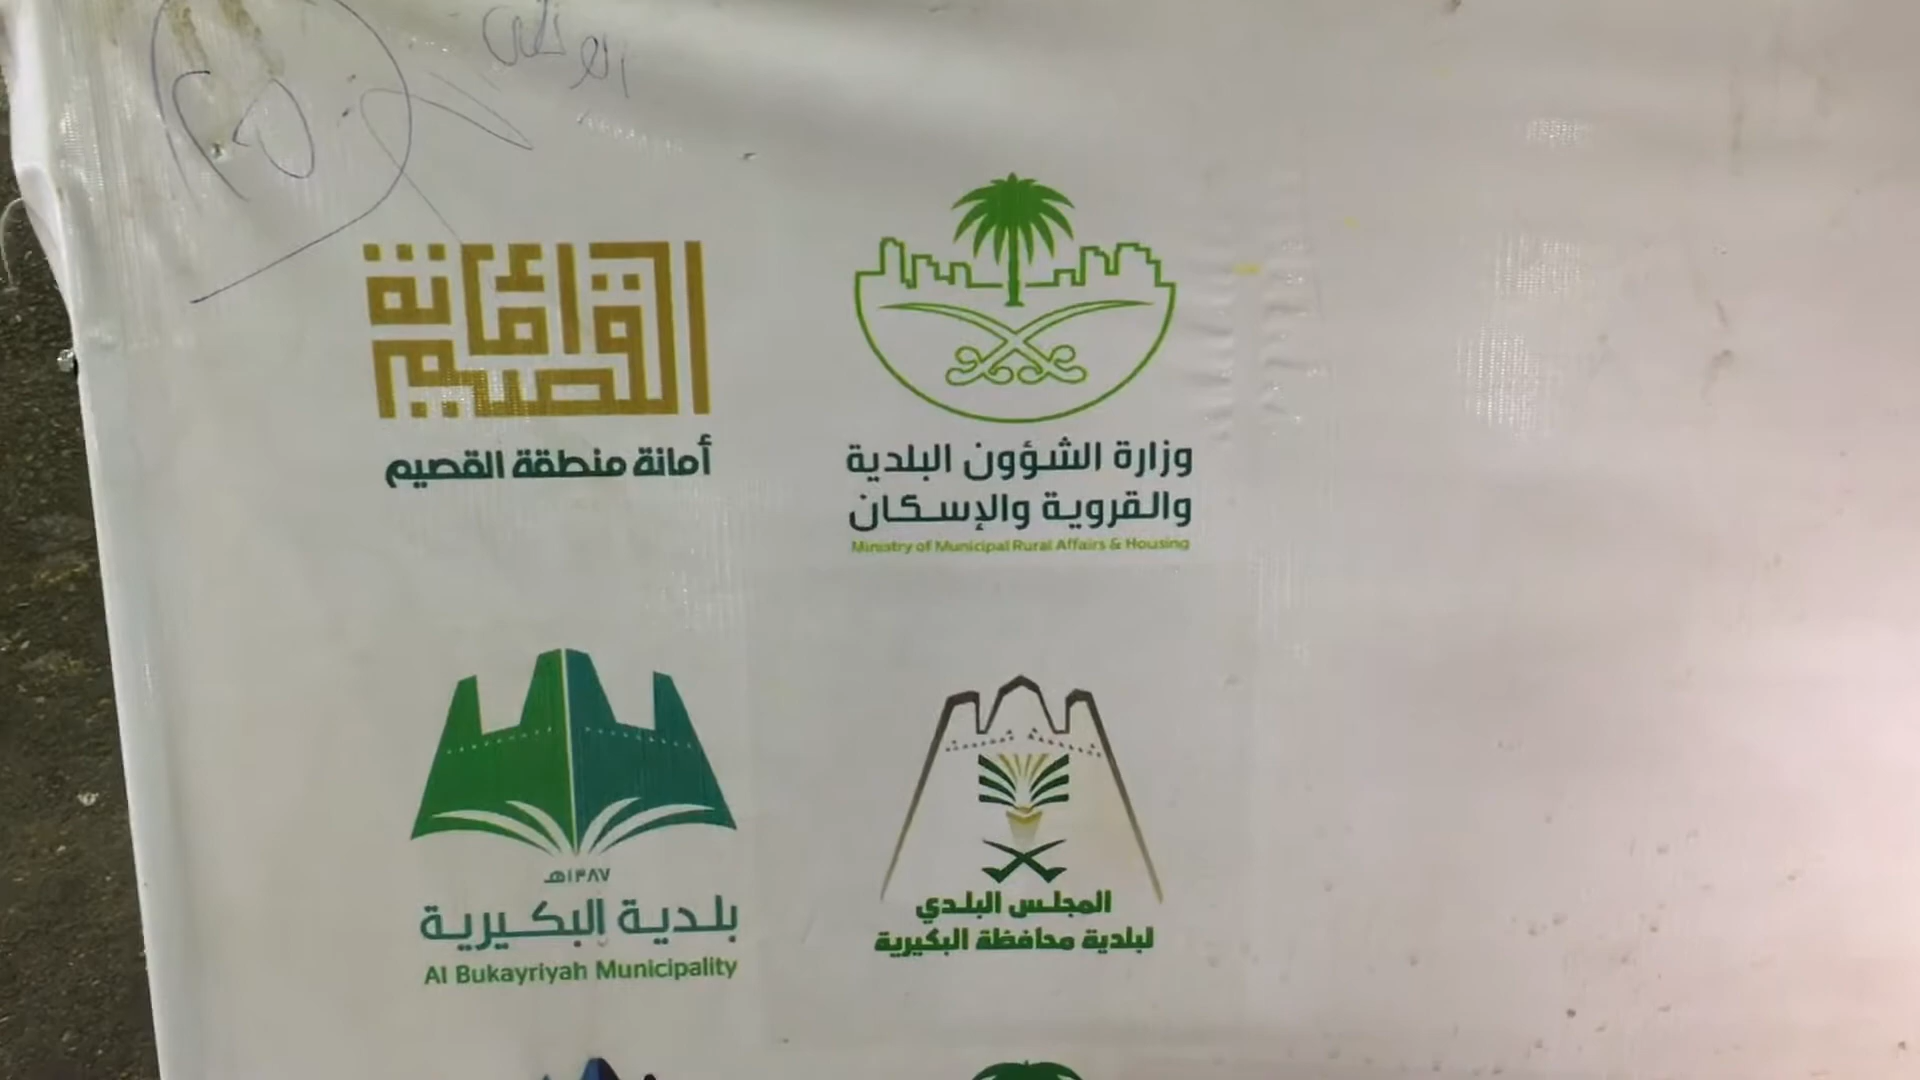 أمانة القصيم
أمانة منطقة القصيم
وزارة الشؤون البلدية
والقروية والإسكان
Ministry of Municipal Rural Affairs & Housing
١٣٨٧هـ
بلدية البكيرية
Al Bukayriyah Municipality
المجلس البلدي
لبلدية محافظة البكيرية